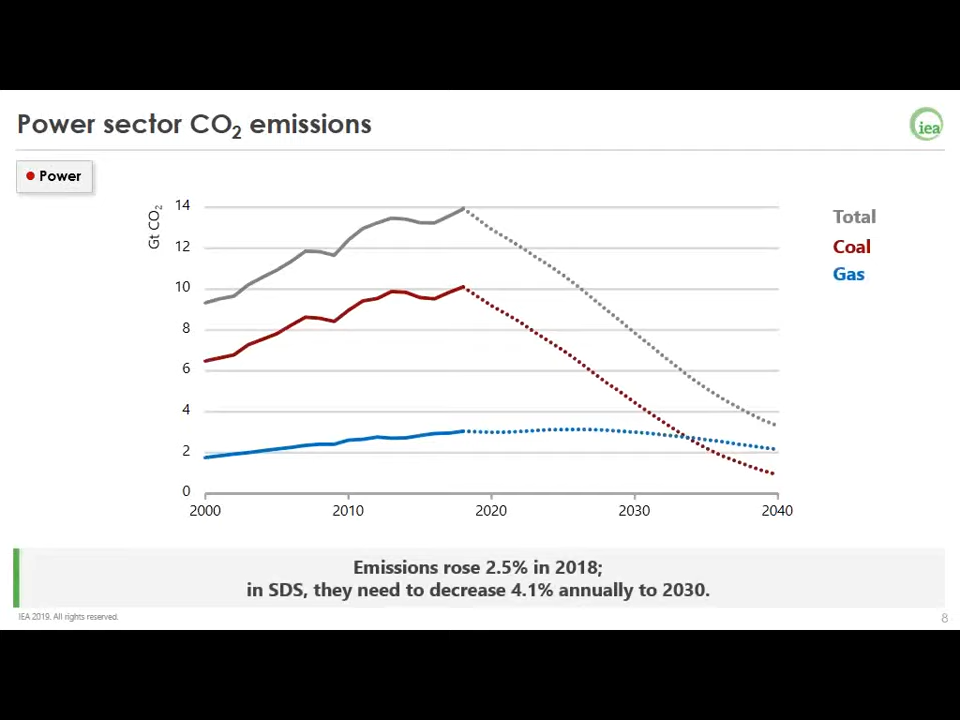 Power sector CO₂ emissions
iea
Power
Gt CO₂
14
12
10
8
6
4
2
0
2000 2010 2020 2030 2040
Total
Coal
Gas
Emissions rose 2.5% in 2018;
in SDS, they need to decrease 4.1% annually to 2030.
IEA 2019. All rights reserved.
8